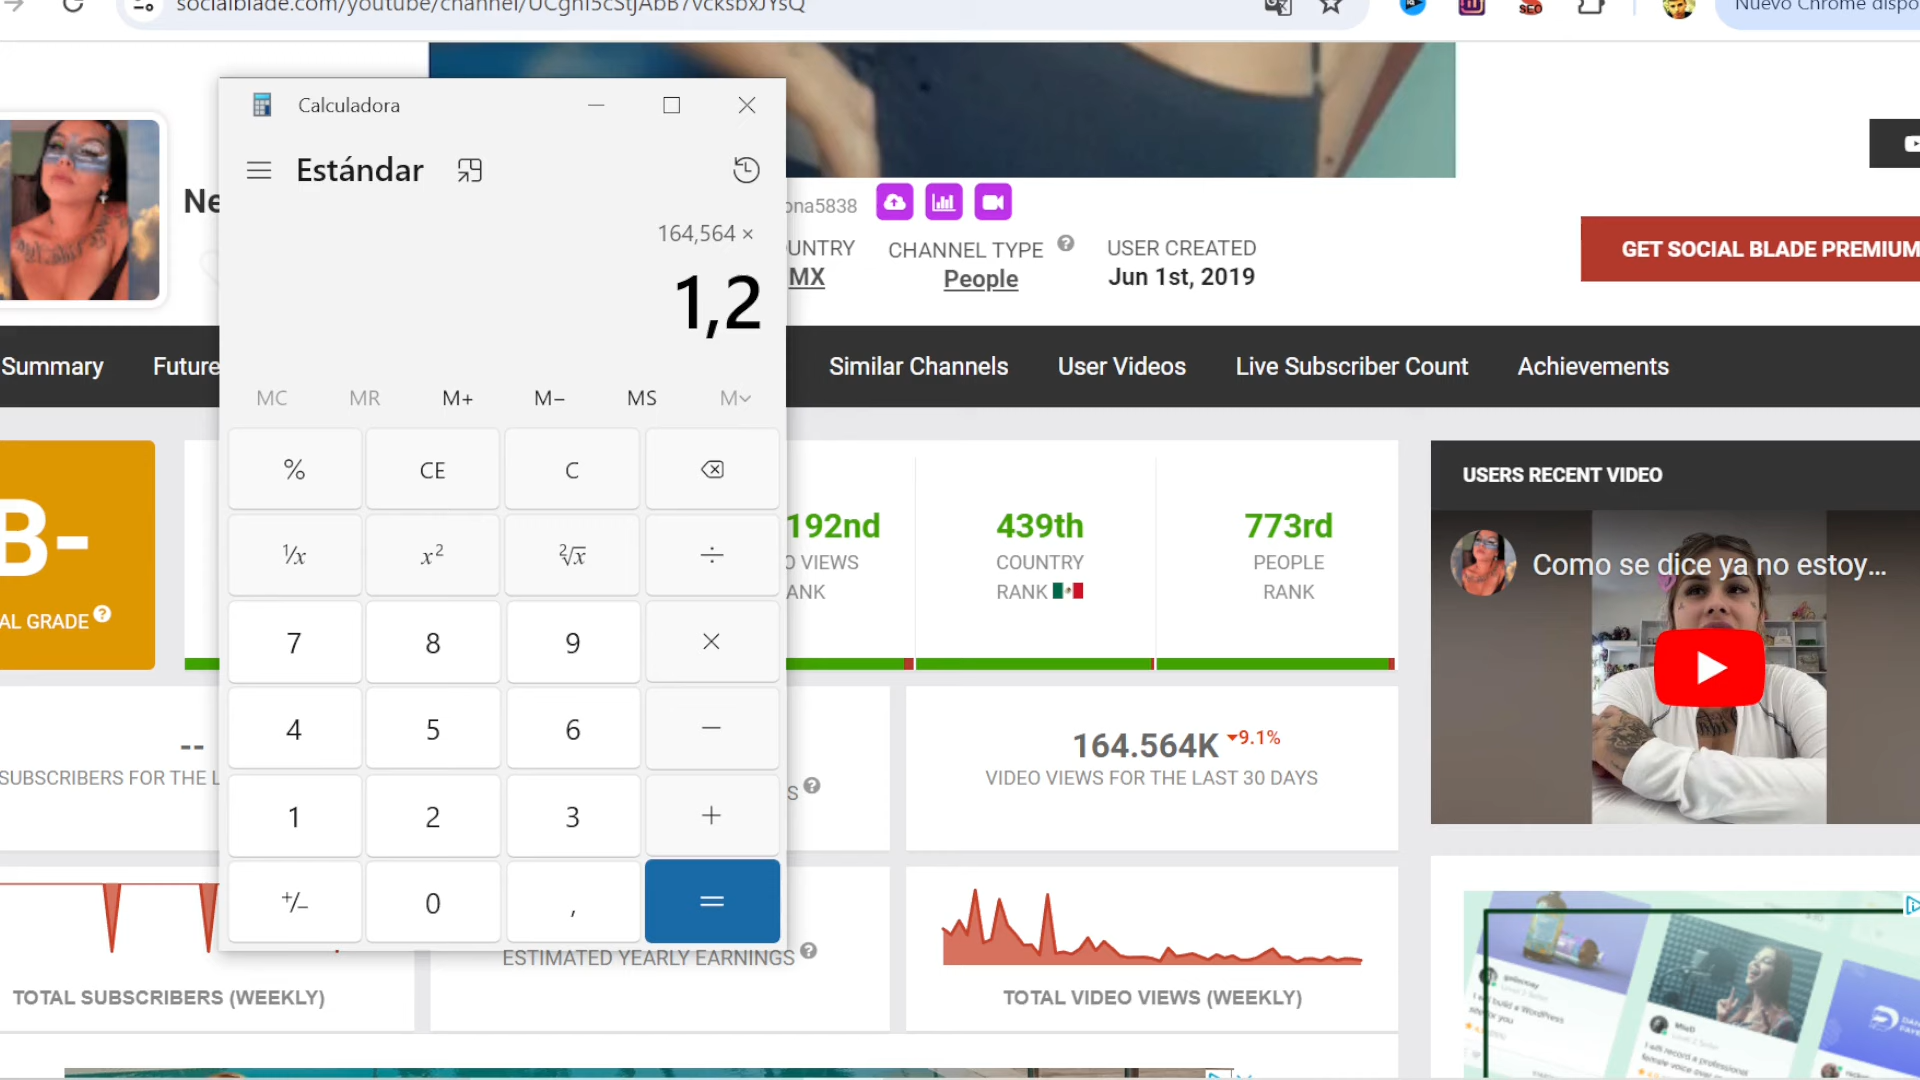 socialblade.com/youtube/channel/
Nuevo Chrome dispo
Calculadora
Estándar
164,564 ×
1,2
MC MR M+ M− MS M
% CE C
1/x x² ²√x ÷
7 8 9 ×
4 5 6 −
1 2 3 +
+/− 0 , =
Ne
ona5838
UNTRY
MX
CHANNEL TYPE ?
People
USER CREATED
Jun 1st, 2019
GET SOCIAL BLADE PREMIUM
Summary Future Similar Channels User Videos Live Subscriber Count Achievements
B-
AL GRADE ?
192nd
O VIEWS
ANK
439th
COUNTRY
RANK
773rd
PEOPLE
RANK
USERS RECENT VIDEO
Como se dice ya no estoy...
--
SUBSCRIBERS FOR THE L
S ?
164.564K 9.1%
VIDEO VIEWS FOR THE LAST 30 DAYS
ESTIMATED YEARLY EARNINGS ?
TOTAL SUBSCRIBERS (WEEKLY)
TOTAL VIDEO VIEWS (WEEKLY)
SEO